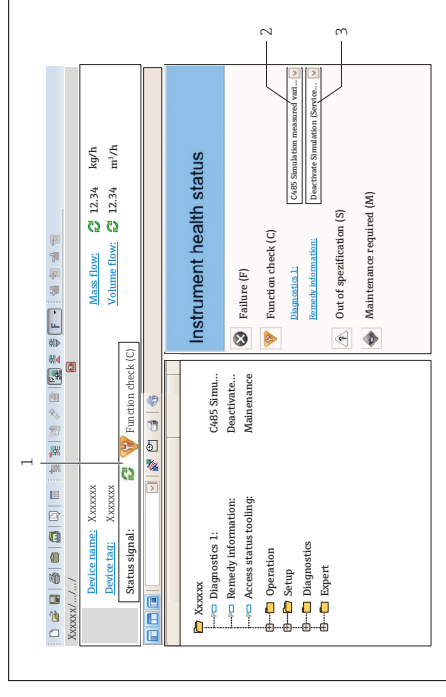 1
Xxxxxx/.../.../
F
Device name: Xxxxxxx
Device tag: Xxxxxxx
Mass flow: 12.34 kg/h
Volume flow: 12.34 m³/h
Status signal: Function check (C)
Xxxxxx
Diagnostics 1: C485 Simu...
Remedy information: Deactivate...
Access status tooling: Mainenance
Operation
Setup
Diagnostics
Expert
Instrument health status
Failure (F)
Function check (C)
Diagnostics 1: C485 Simulation measured vari...
Remedy information: Deactivate Simulation (Service...
Out of spezification (S)
Maintenance required (M)
2
3